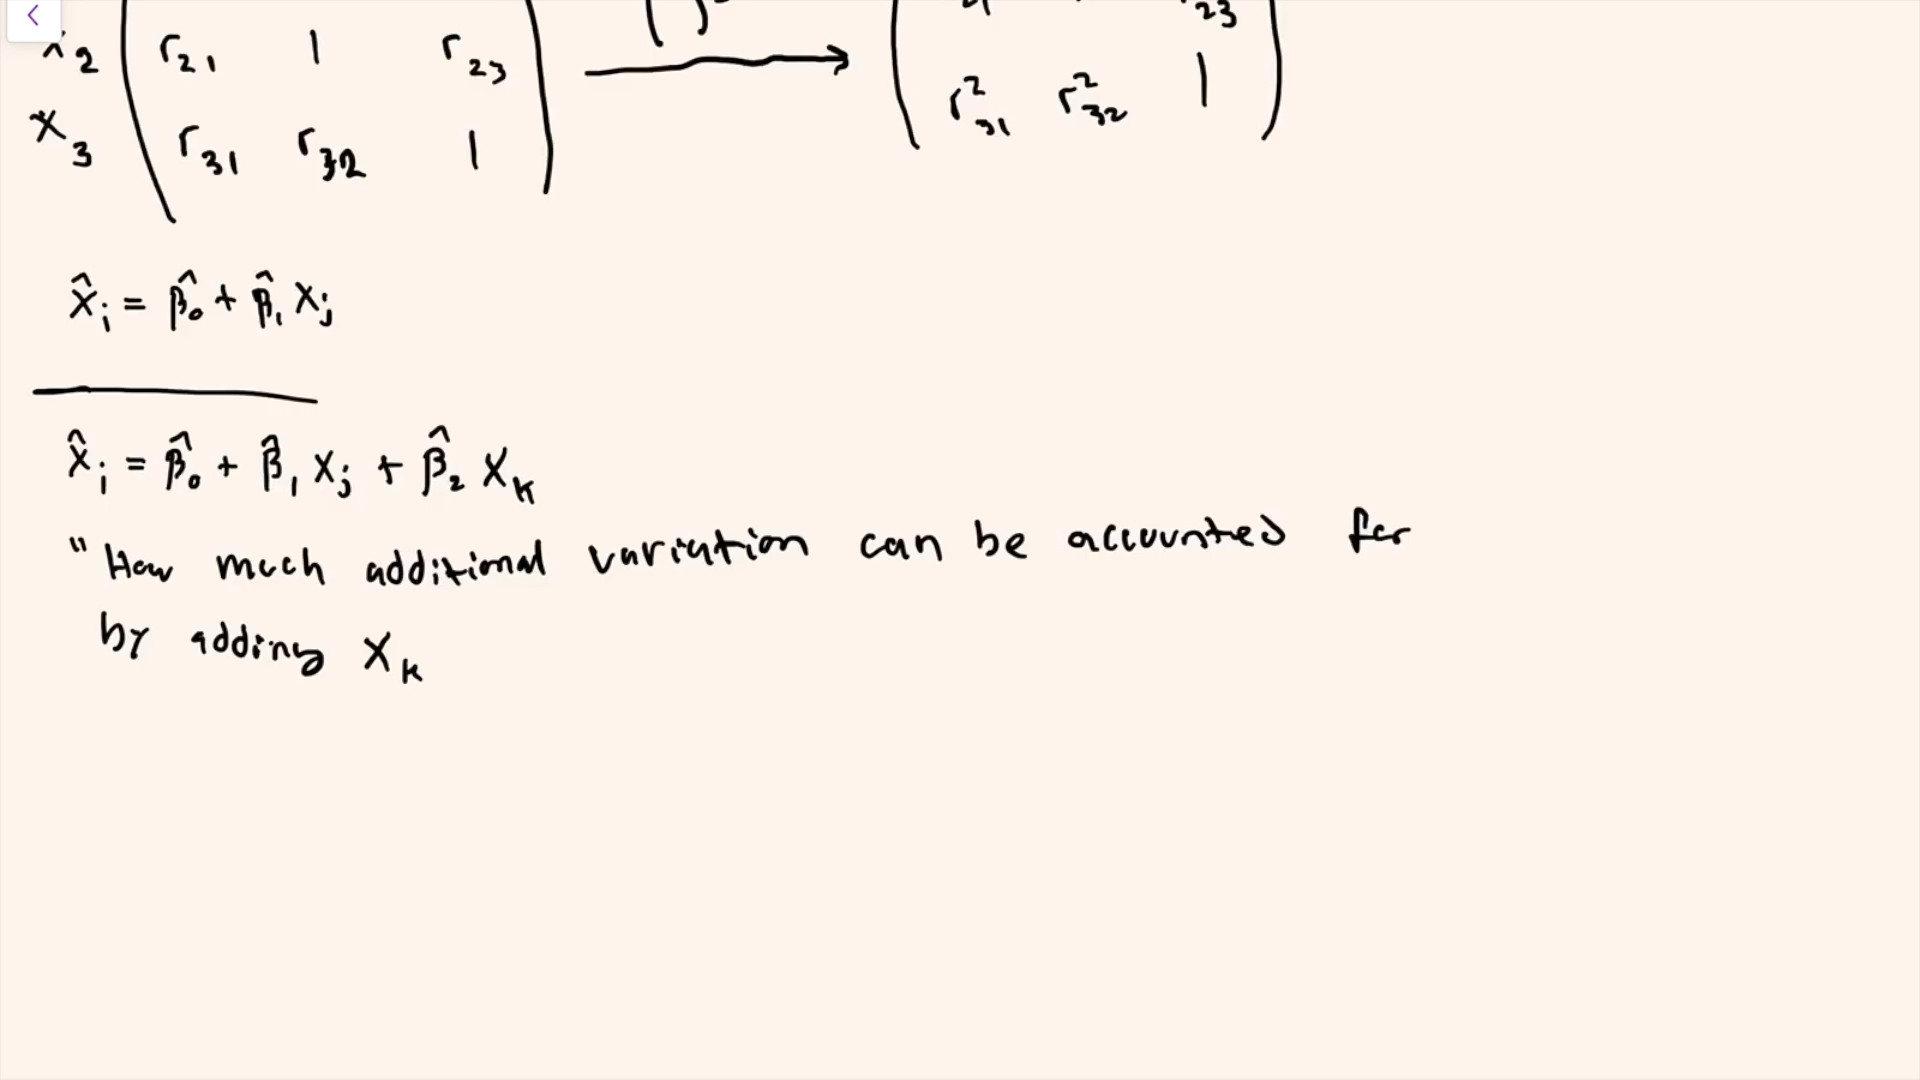 x₂ r₂₁ 1 r₂₃
x₃ r₃₁ r₃₂ 1
( )
₂₃
r²₃₁ r²₃₂ 1
x̂ᵢ = β̂₀ + β̂₁ xⱼ
x̂ᵢ = β̂₀ + β̂₁ xⱼ + β̂₂ xₖ
"How much additional variation can be accounted for
by adding xₖ